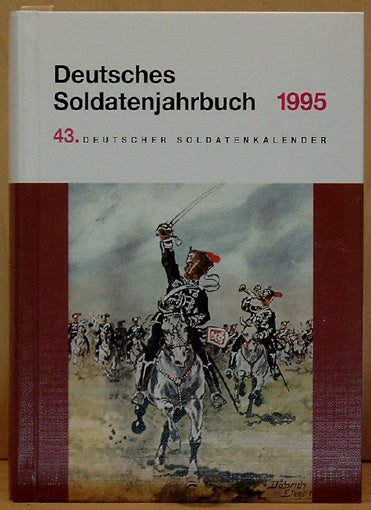 Deutsches
Soldatenjahrbuch 1995
43. DEUTSCHER SOLDATENKALENDER